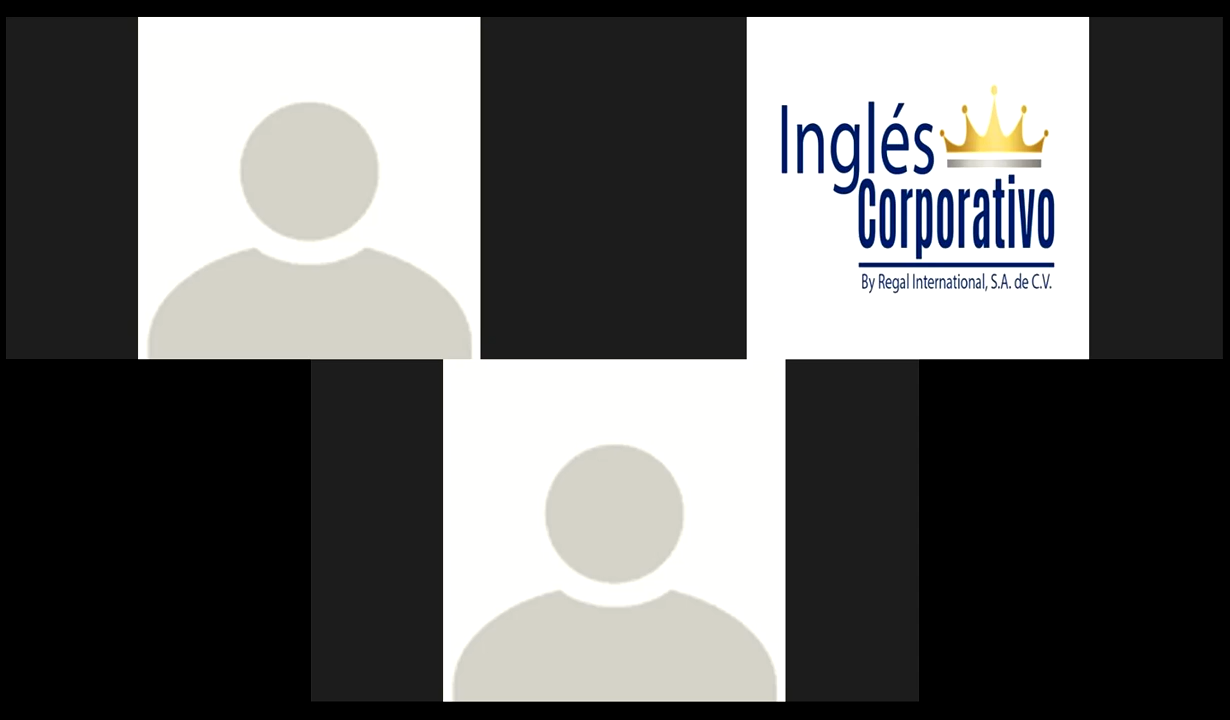 Inglés
Corporativo
By Regal International, S.A. de C.V.